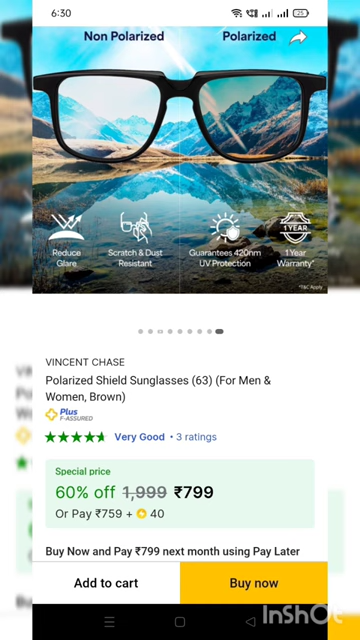 6:30
25
Non Polarized
Polarized
Reduce
Glare
Scratch & Dust
Resistant
Guarantees 420nm
UV Protection
1 YEAR
1 Year
Warranty*
*T&C Apply
VINCENT CHASE
Polarized Shield Sunglasses (63) (For Men &
Women, Brown)
Plus
F-ASSURED
Very Good • 3 ratings
Special price
60% off 1,999 ₹799
Or Pay ₹759 + 40
Buy Now and Pay ₹799 next month using Pay Later
Add to cart
Buy now
InShOt